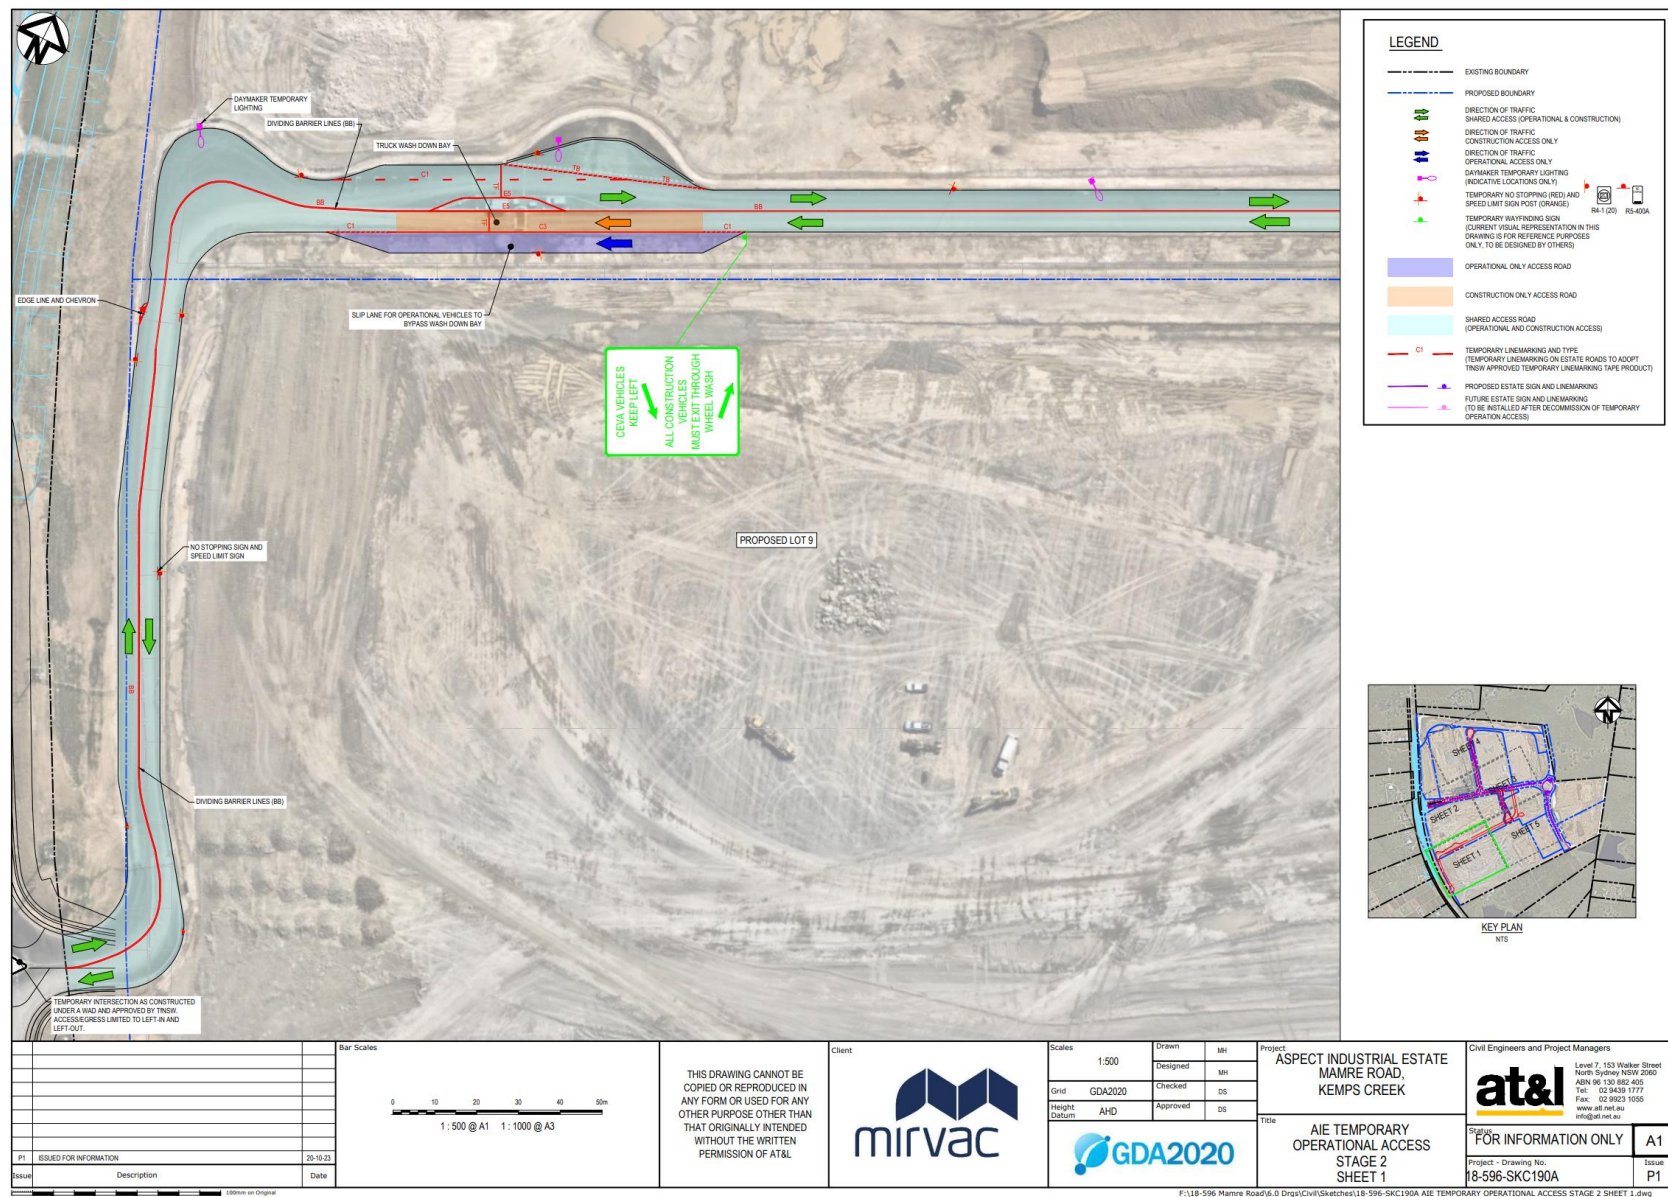 N
DAYMAKER TEMPORARY
LIGHTING
DIVIDING BARRIER LINES (BB)
TRUCK WASH DOWN BAY
C1
TF
TB
TB
E5
E5
BB
BB
C1
TF
C3
C1
EDGE LINE AND CHEVRON
SLIP LANE FOR OPERATIONAL VEHICLES TO
BYPASS WASH DOWN BAY
CEVA VEHICLES
KEEP LEFT
ALL CONSTRUCTION
VEHICLES
MUST EXIT THROUGH
WHEEL WASH
PROPOSED LOT 9
NO STOPPING SIGN AND
SPEED LIMIT SIGN
BB
DIVIDING BARRIER LINES (BB)
TEMPORARY INTERSECTION AS CONSTRUCTED
UNDER A WAD AND APPROVED BY TfNSW.
ACCESS/EGRESS LIMITED TO LEFT-IN AND
LEFT-OUT.
LEGEND
EXISTING BOUNDARY
PROPOSED BOUNDARY
DIRECTION OF TRAFFIC
SHARED ACCESS (OPERATIONAL & CONSTRUCTION)
DIRECTION OF TRAFFIC
CONSTRUCTION ACCESS ONLY
DIRECTION OF TRAFFIC
OPERATIONAL ACCESS ONLY
DAYMAKER TEMPORARY LIGHTING
(INDICATIVE LOCATIONS ONLY)
TEMPORARY NO STOPPING (RED) AND
SPEED LIMIT SIGN POST (ORANGE)
R4-1 (20) R5-400A
TEMPORARY WAYFINDING SIGN
(CURRENT VISUAL REPRESENTATION IN THIS
DRAWING IS FOR REFERENCE PURPOSES
ONLY, TO BE DESIGNED BY OTHERS)
OPERATIONAL ONLY ACCESS ROAD
CONSTRUCTION ONLY ACCESS ROAD
SHARED ACCESS ROAD
(OPERATIONAL AND CONSTRUCTION ACCESS)
C1
TEMPORARY LINEMARKING AND TYPE
(TEMPORARY LINEMARKING ON ESTATE ROADS TO ADOPT
TfNSW APPROVED TEMPORARY LINEMARKING TAPE PRODUCT)
PROPOSED ESTATE SIGN AND LINEMARKING
FUTURE ESTATE SIGN AND LINEMARKING
(TO BE INSTALLED AFTER DECOMMISSION OF TEMPORARY
OPERATION ACCESS)
N
SHEET 4
SHEET 3
SHEET 2
SHEET 5
SHEET 1
KEY PLAN
NTS
P1 ISSUED FOR INFORMATION 20-10-23
Issue Description Date
100mm on Original
Bar Scales
0 10 20 30 40 50m
1 : 500 @ A1 1 : 1000 @ A3
THIS DRAWING CANNOT BE
COPIED OR REPRODUCED IN
ANY FORM OR USED FOR ANY
OTHER PURPOSE OTHER THAN
THAT ORIGINALLY INTENDED
WITHOUT THE WRITTEN
PERMISSION OF AT&L
Client
mirvac
Scales 1:500
Grid GDA2020
Height
Datum AHD
Drawn MH
Designed MH
Checked DS
Approved DS
GDA2020
Project
ASPECT INDUSTRIAL ESTATE
MAMRE ROAD,
KEMPS CREEK
Title
AIE TEMPORARY
OPERATIONAL ACCESS
STAGE 2
SHEET 1
Civil Engineers and Project Managers
at&l
Level 7, 153 Walker Street
North Sydney NSW 2060
ABN 96 130 882 405
Tel: 02 9439 1777
Fax: 02 9923 1055
www.atl.net.au
info@atl.net.au
Status
FOR INFORMATION ONLY
A1
Project - Drawing No.
18-596-SKC190A
Issue
P1
F:\18-596 Mamre Road\6.0 Drgs\Civil\Sketches\18-596-SKC190A AIE TEMPORARY OPERATIONAL ACCESS STAGE 2 SHEET 1.dwg